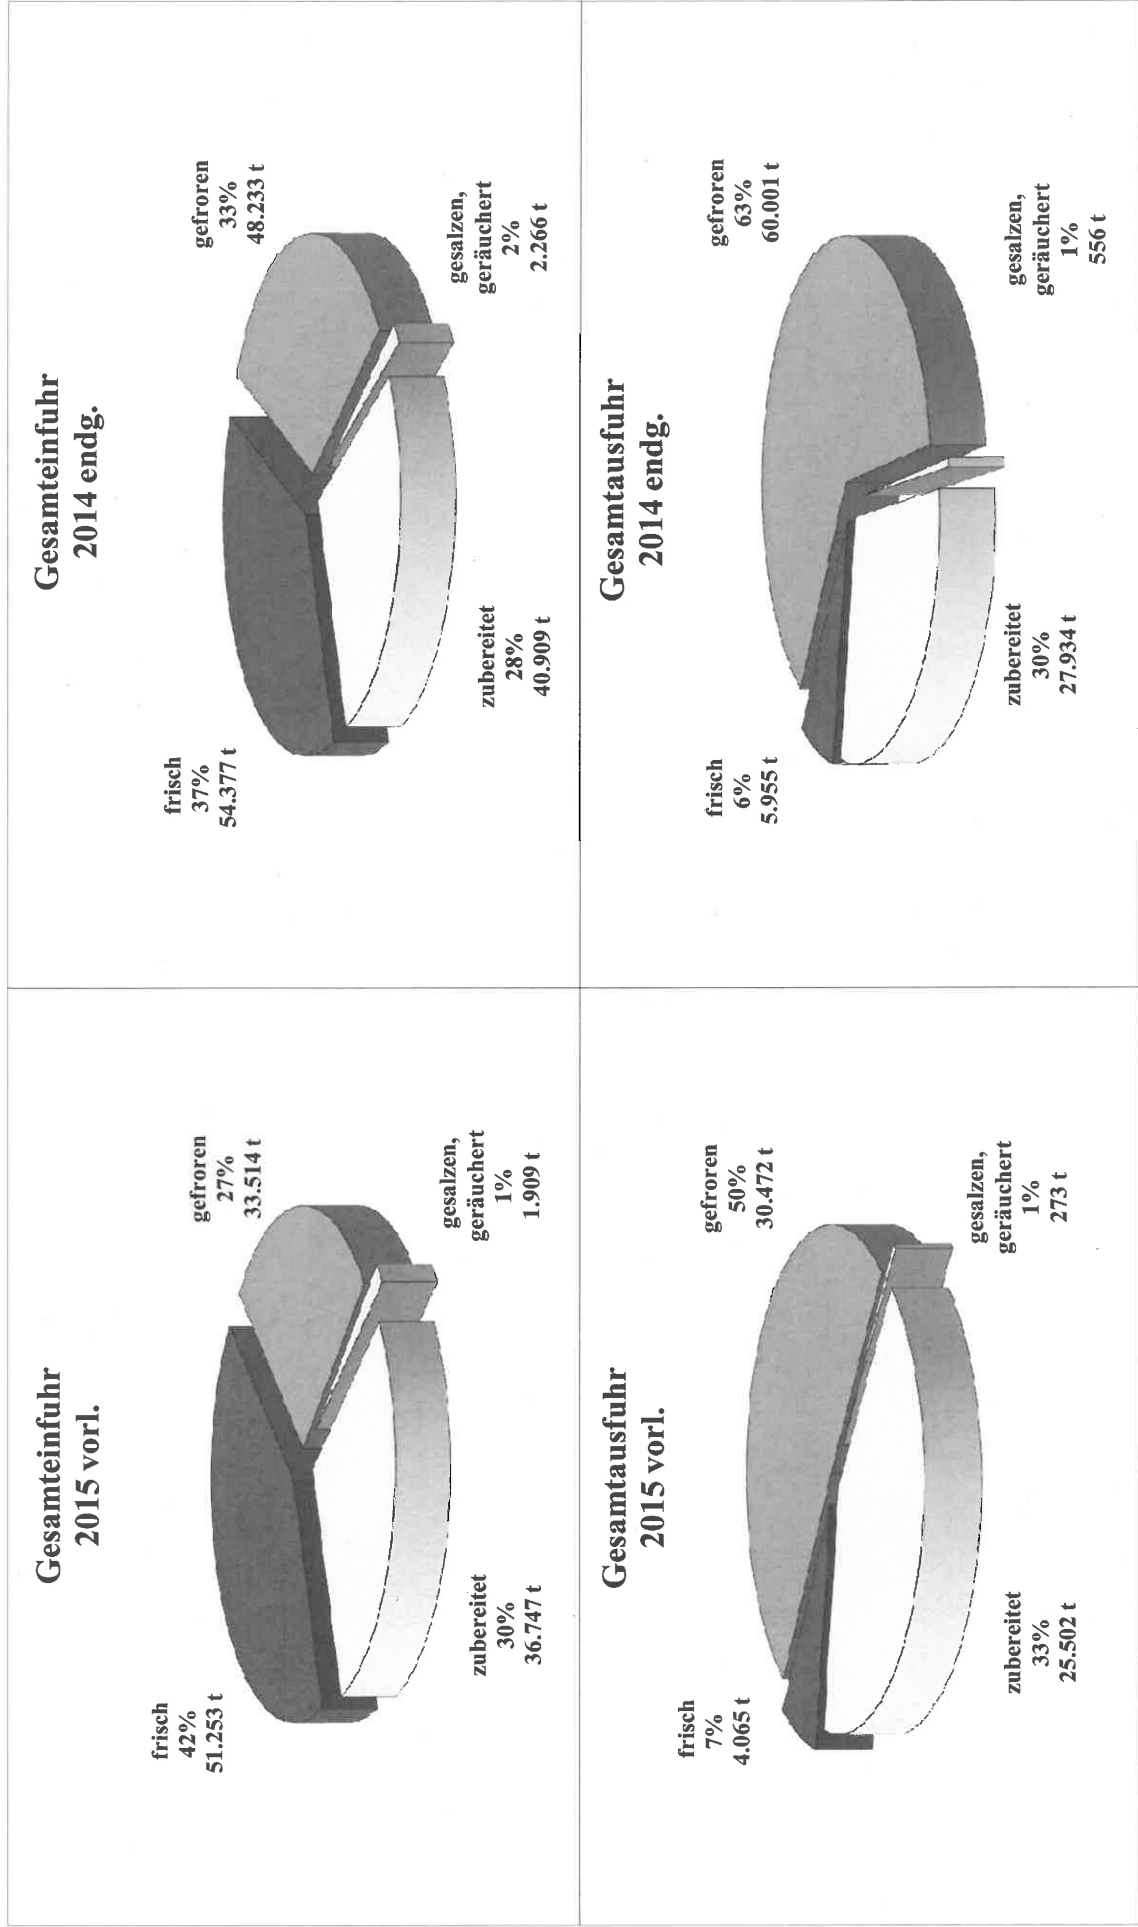 Gesamteinfuhr
2015 vorl.
frisch
42%
51.253 t
gefroren
27%
33.514 t
gesalzen,
geräuchert
1%
1.909 t
zubereitet
30%
36.747 t
Gesamteinfuhr
2014 endg.
frisch
37%
54.377 t
gefroren
33%
48.233 t
gesalzen,
geräuchert
2%
2.266 t
zubereitet
28%
40.909 t
Gesamtausfuhr
2015 vorl.
frisch
7%
4.065 t
gefroren
50%
30.472 t
gesalzen,
geräuchert
1%
273 t
zubereitet
33%
25.502 t
Gesamtausfuhr
2014 endg.
frisch
6%
5.955 t
gefroren
63%
60.001 t
gesalzen,
geräuchert
1%
556 t
zubereitet
30%
27.934 t